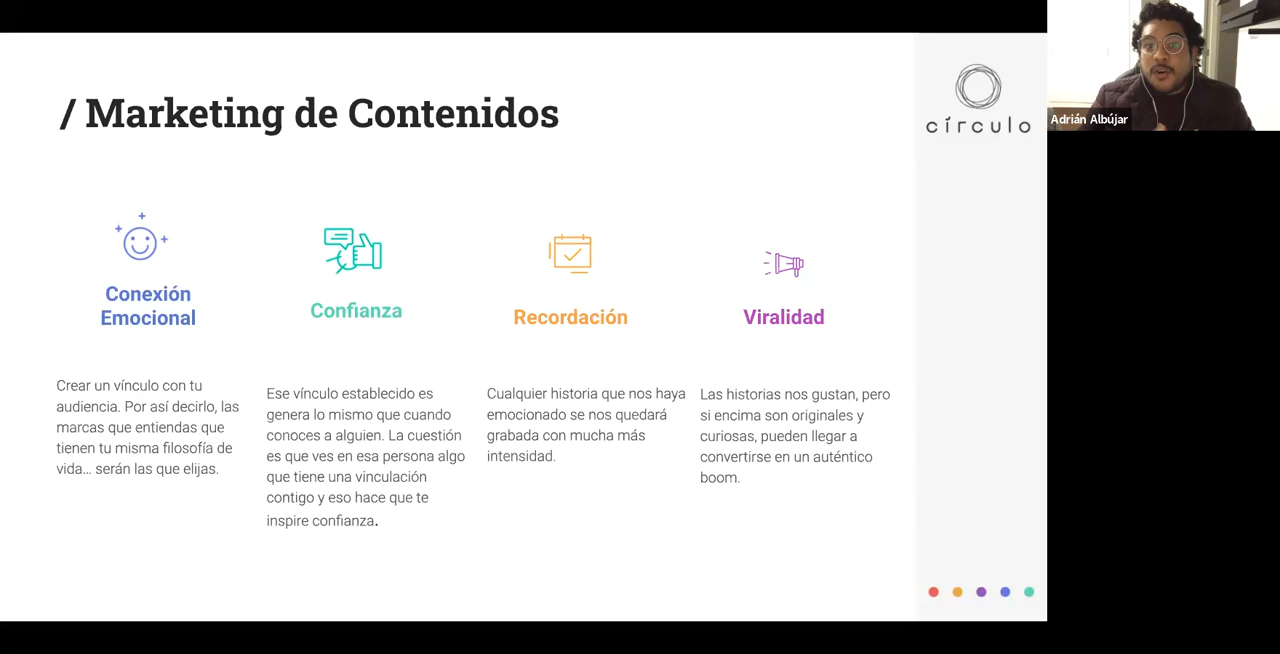 / Marketing de Contenidos
círculo
Adrián Albújar
Conexión
Emocional
Crear un vínculo con tu
audiencia. Por así decirlo, las
marcas que entiendas que
tienen tu misma filosofía de
vida... serán las que elijas.
Confianza
Ese vínculo establecido es
genera lo mismo que cuando
conoces a alguien. La cuestión
es que ves en esa persona algo
que tiene una vinculación
contigo y eso hace que te
inspire confianza.
Recordación
Cualquier historia que nos haya
emocionado se nos quedará
grabada con mucha más
intensidad.
Viralidad
Las historias nos gustan, pero
si encima son originales y
curiosas, pueden llegar a
convertirse en un auténtico
boom.